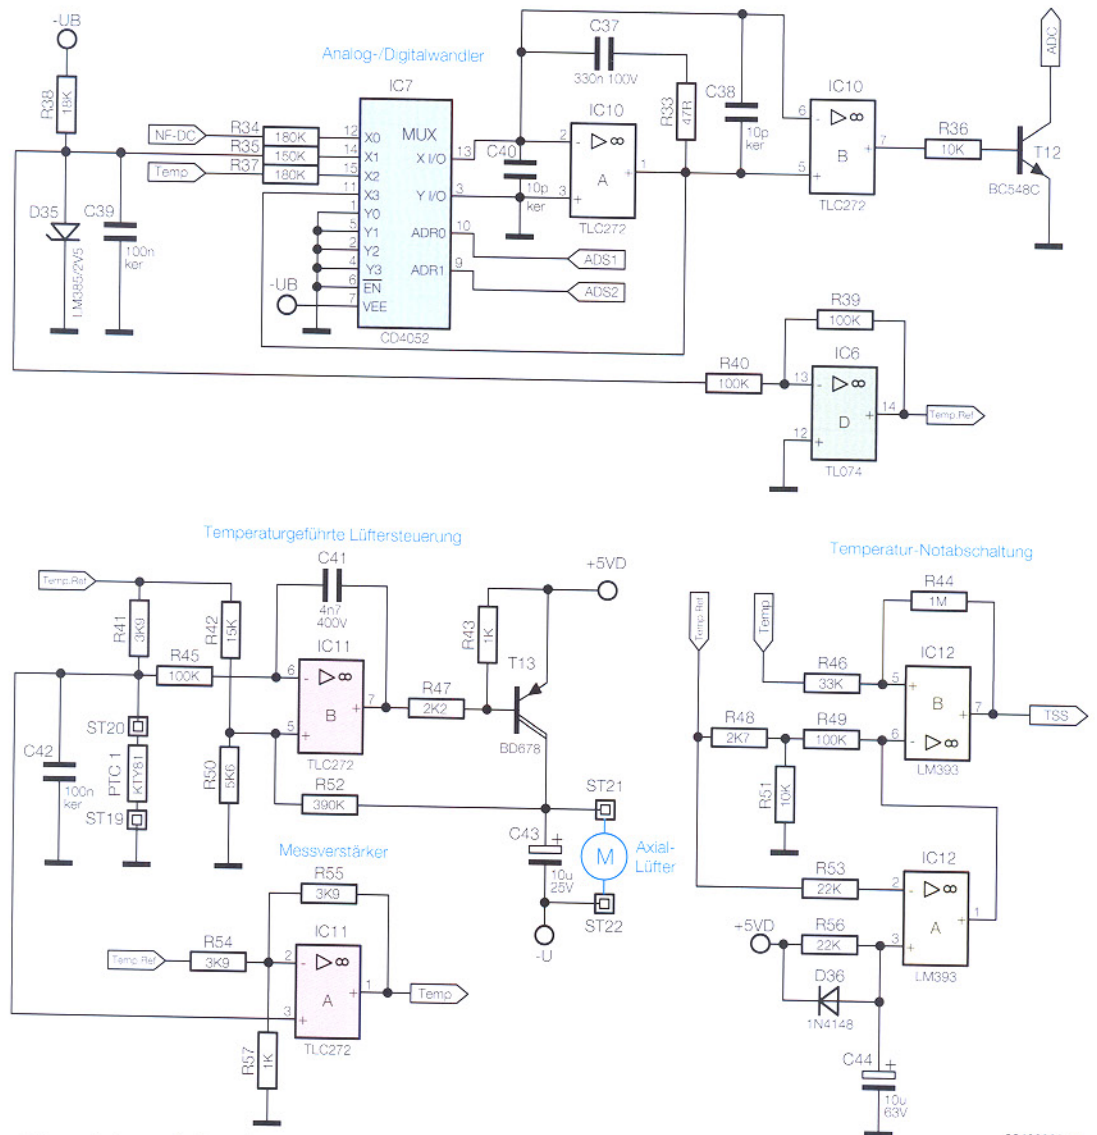 -UB
R38
18K
Analog-/Digitalwandler
IC7
MUX
NF-DC
R34
180K
R35
150K
Temp
R37
180K
12 X0
14 X1
15 X2
11 X3
1 Y0
5 Y1
2 Y2
4 Y3
6 EN
7 VEE
X I/O 13
Y I/O 3
ADR0 10
ADR1 9
CD4052
-UB
ADS1
ADS2
D35
LM385/2V5
C39
100n
ker
C37
330n 100V
R33
47R
C40
10p
ker
IC10
2 - ▷∞
A
3 +
+ 1
TLC272
C38
10p
ker
IC10
6 - ▷∞
B
5 +
+ 7
TLC272
R36
10K
T12
BC548C
ADC
R39
100K
R40
100K
IC6
13 - ▷∞
D
12 +
+ 14
TL074
Temp.Ref
Temperaturgeführte Lüftersteuerung
Temp.Ref
R41
3K9
R42
15K
R45
100K
C41
4n7
400V
IC11
6 - ▷∞
B
5 +
+ 7
TLC272
R47
2K2
R43
1K
+5VD
T13
BD678
C42
100n
ker
ST20
PTC 1
KTY81
ST19
R50
5K6
R52
390K
C43
+
10u
25V
-U
ST21
M
Axial-
Lüfter
ST22
Messverstärker
R55
3K9
Temp.Ref
R54
3K9
IC11
2 - ▷∞
A
3 +
+ 1
TLC272
Temp
R57
1K
Temperatur-Notabschaltung
Temp.Ref
Temp
R44
1M
R46
33K
R48
2K7
R49
100K
R51
10K
IC12
5 +
B
6 - ▷∞
+ 7
LM393
TSS
R53
22K
IC12
2 - ▷∞
A
3 +
+ 1
LM393
+5VD
R56
22K
D36
1N4148
C44
+
10u
63V